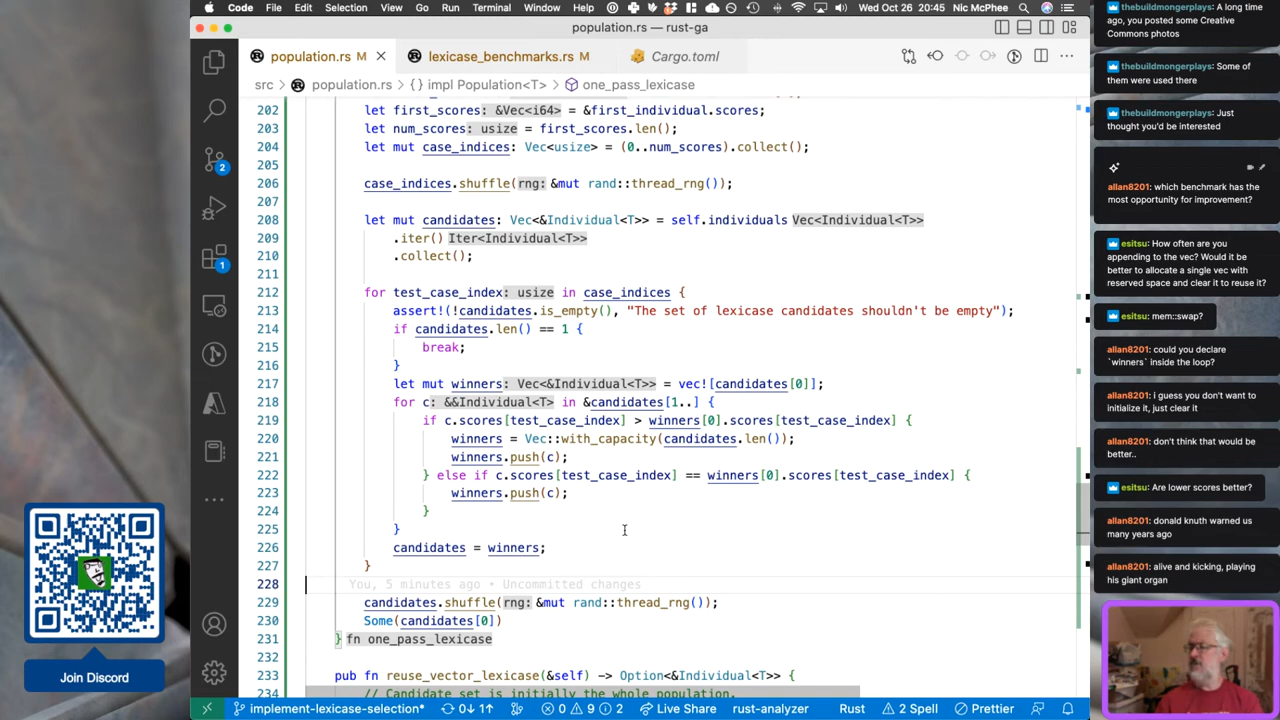 Code File Edit Selection View Go Run Terminal Window Help Wed Oct 26 20:45 Nic McPhee
population.rs — rust-ga
population.rs M
lexicase_benchmarks.rs M
Cargo.toml
src > population.rs > {} impl Population<T> > one_pass_lexicase
202 let first_scores: &Vec<i64> = &first_individual.scores;
203 let num_scores: usize = first_scores.len();
204 let mut case_indices: Vec<usize> = (0..num_scores).collect();
205
206 case_indices.shuffle(rng: &mut rand::thread_rng());
207
208 let mut candidates: Vec<&Individual<T>> = self.individuals Vec<Individual<T>>
209 .iter() Iter<Individual<T>>
210 .collect();
211
212 for test_case_index: usize in case_indices {
213 assert!(!candidates.is_empty(), "The set of lexicase candidates shouldn't be empty");
214 if candidates.len() == 1 {
215 break;
216 }
217 let mut winners: Vec<&Individual<T>> = vec![candidates[0]];
218 for c: &&Individual<T> in &candidates[1..] {
219 if c.scores[test_case_index] > winners[0].scores[test_case_index] {
220 winners = Vec::with_capacity(candidates.len());
221 winners.push(c);
222 } else if c.scores[test_case_index] == winners[0].scores[test_case_index] {
223 winners.push(c);
224 }
225 }
226 candidates = winners;
227 }
228 You, 5 minutes ago • Uncommitted changes
229 candidates.shuffle(rng: &mut rand::thread_rng());
230 Some(candidates[0])
231 } fn one_pass_lexicase
232
233 pub fn reuse_vector_lexicase(&self) -> Option<&Individual<T>> {
234 // Candidate set is initially the whole population.
2
1
Join Discord
implement-lexicase-selection* 0↓ 1↑ 0 9 2 Live Share rust-analyzer Rust 2 Spell Prettier
thebuildmongerplays: A long time
ago, you posted some Creative
Commons photos
thebuildmongerplays: Some of
them were used there
thebuildmongerplays: Just
thought you'd be interested
allan8201: which benchmark has the
most opportunity for improvement?
esitsu: How often are you
appending to the vec? Would it be
better to allocate a single vec with
reserved space and clear it to reuse it?
esitsu: mem::swap?
allan8201: could you declare
`winners` inside the loop?
allan8201: i guess you don't want to
initialize it, just clear it
allan8201: don't think that would be
better..
esitsu: Are lower scores better?
allan8201: donald knuth warned us
many years ago
allan8201: alive and kicking, playing
his giant organ